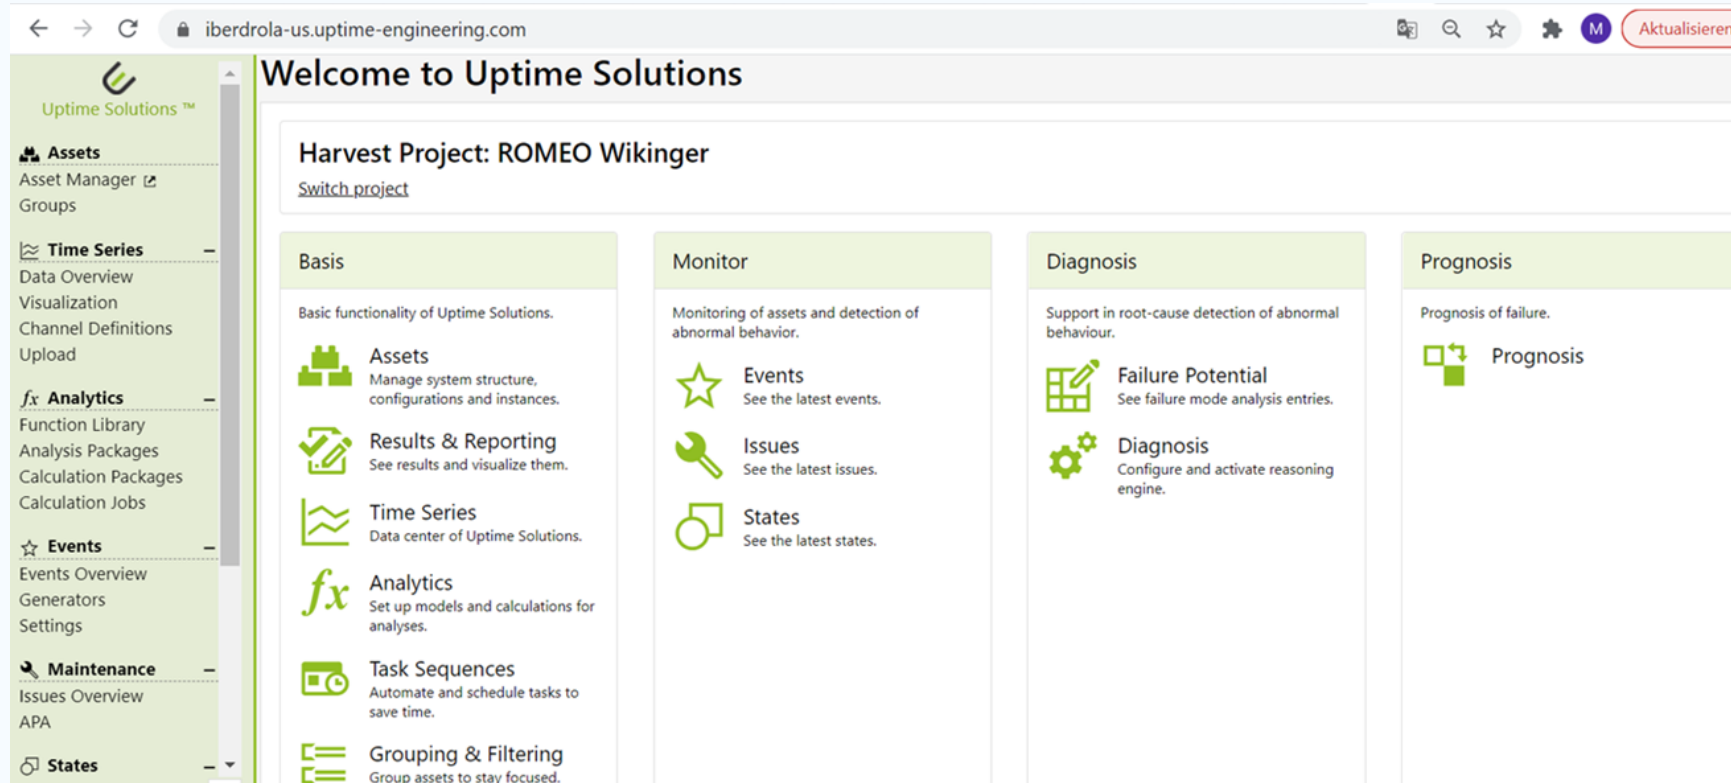 iberdrola-us.uptime-engineering.com
M
Aktualisieren
Uptime Solutions ™
Assets
Asset Manager
Groups
Time Series
Data Overview
Visualization
Channel Definitions
Upload
fx Analytics
Function Library
Analysis Packages
Calculation Packages
Calculation Jobs
Events
Events Overview
Generators
Settings
Maintenance
Issues Overview
APA
States
Welcome to Uptime Solutions
Harvest Project: ROMEO Wikinger
Switch project
Basis
Basic functionality of Uptime Solutions.
Assets
Manage system structure,
configurations and instances.
Results & Reporting
See results and visualize them.
Time Series
Data center of Uptime Solutions.
fx
Analytics
Set up models and calculations for
analyses.
Task Sequences
Automate and schedule tasks to
save time.
Grouping & Filtering
Group assets to stay focused.
Monitor
Monitoring of assets and detection of
abnormal behavior.
Events
See the latest events.
Issues
See the latest issues.
States
See the latest states.
Diagnosis
Support in root-cause detection of abnormal
behaviour.
Failure Potential
See failure mode analysis entries.
Diagnosis
Configure and activate reasoning
engine.
Prognosis
Prognosis of failure.
Prognosis